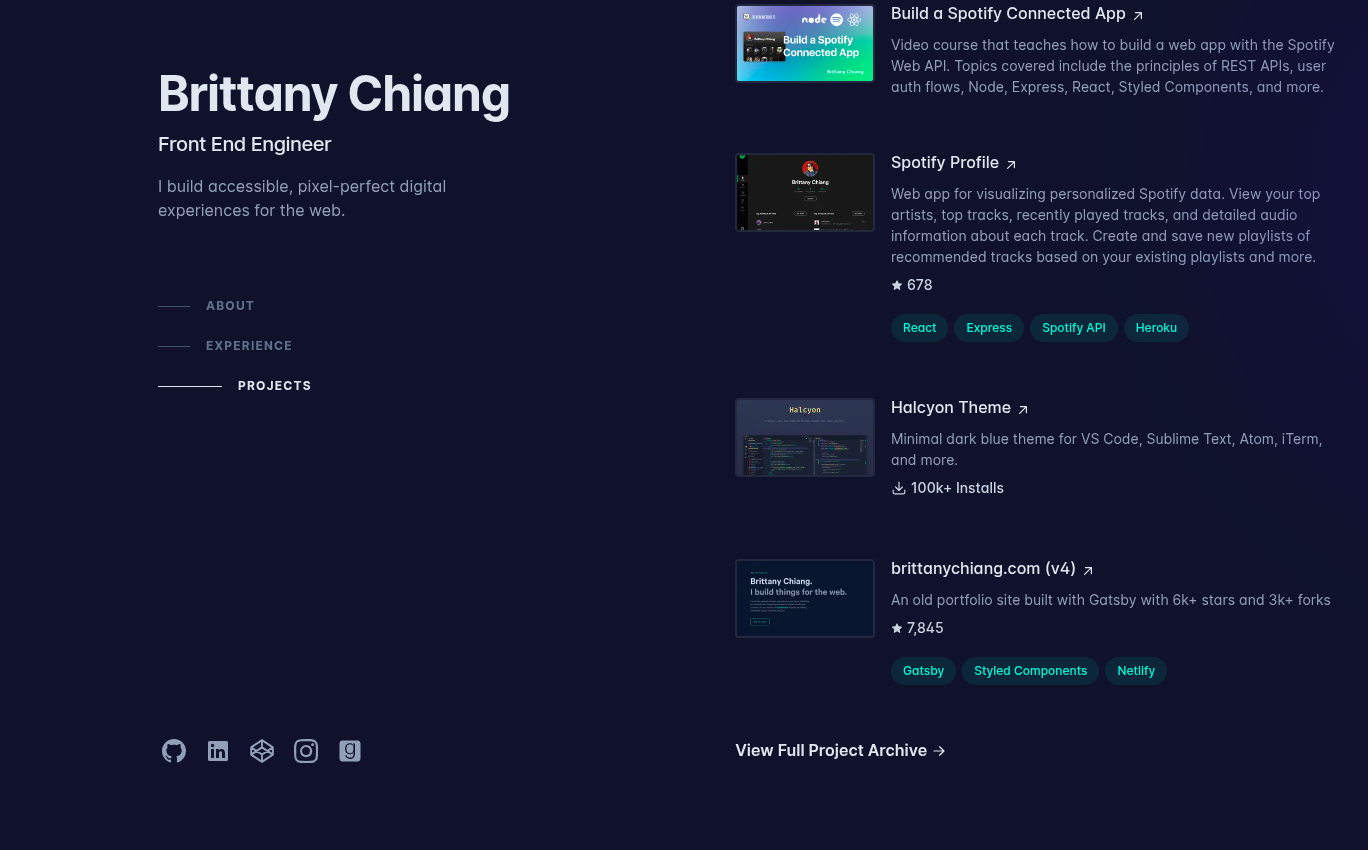 Brittany Chiang
Front End Engineer
I build accessible, pixel-perfect digital
experiences for the web.
ABOUT
EXPERIENCE
PROJECTS
node
Build a Spotify
Connected App
Brittany Chiang
Build a Spotify Connected App
Video course that teaches how to build a web app with the Spotify
Web API. Topics covered include the principles of REST APIs, user
auth flows, Node, Express, React, Styled Components, and more.
Brittany Chiang
Spotify Profile
Web app for visualizing personalized Spotify data. View your top
artists, top tracks, recently played tracks, and detailed audio
information about each track. Create and save new playlists of
recommended tracks based on your existing playlists and more.
678
React Express Spotify API Heroku
Halcyon
Halcyon Theme
Minimal dark blue theme for VS Code, Sublime Text, Atom, iTerm,
and more.
100k+ Installs
Brittany Chiang.
I build things for the web.
brittanychiang.com (v4)
An old portfolio site built with Gatsby with 6k+ stars and 3k+ forks
7,845
Gatsby Styled Components Netlify
View Full Project Archive →